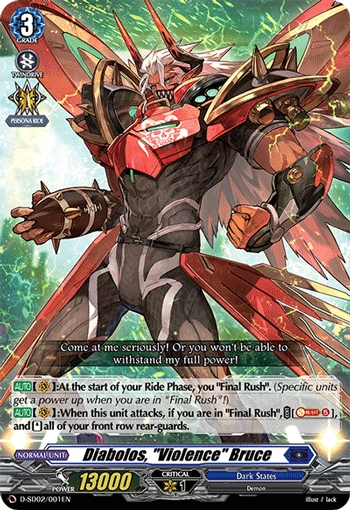 3
GRADE
TWINDRIVE
PERSONA RIDE
Come at me seriously! Or you won't be able to
withstand my full power!
AUTO [ ]:At the start of your Ride Phase, you "Final Rush". (Specific units
get a power up when you are in "Final Rush"!)
AUTO [ ]:When this unit attacks, if you are in "Final Rush", [ BLAST 5 ],
and [ ] all of your front row rear-guards.
NORMAL UNIT
Diabolos, "Violence" Bruce
POWER 13000
CRITICAL
1
Dark States
Demon
D-SD02/001EN
illust / lack